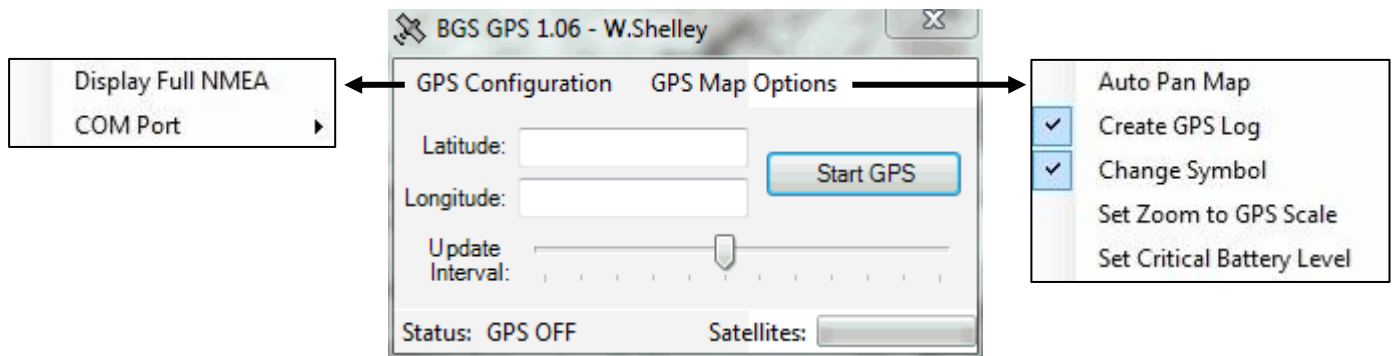 BGS GPS 1.06 - W.Shelley
GPS Configuration GPS Map Options
Display Full NMEA
COM Port
Latitude:
Longitude:
Start GPS
Update
Interval:
Status: GPS OFF
Satellites:
Auto Pan Map
Create GPS Log
Change Symbol
Set Zoom to GPS Scale
Set Critical Battery Level